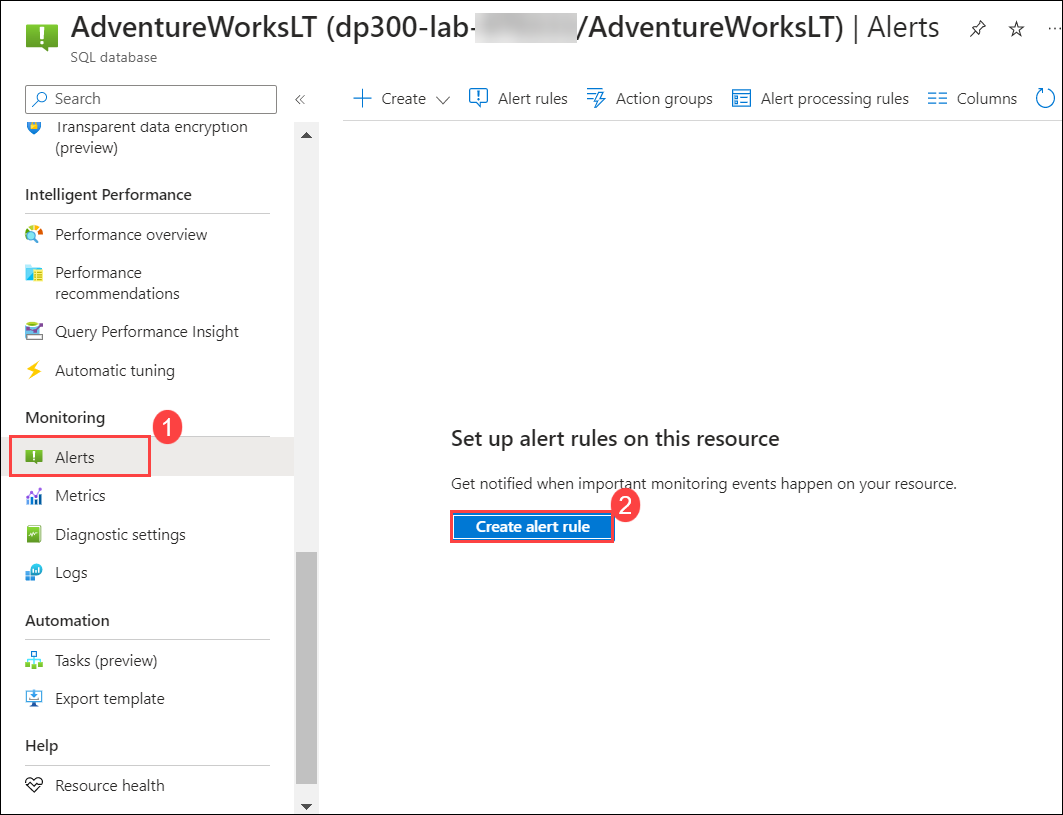 AdventureWorksLT (dp300-lab- /AdventureWorksLT) | Alerts
SQL database
Search
Create
Alert rules
Action groups
Alert processing rules
Columns
Transparent data encryption
(preview)
Intelligent Performance
Performance overview
Performance
recommendations
Query Performance Insight
Automatic tuning
Monitoring
1
Alerts
Metrics
Diagnostic settings
Logs
Automation
Tasks (preview)
Export template
Help
Resource health
Set up alert rules on this resource
Get notified when important monitoring events happen on your resource.
2
Create alert rule